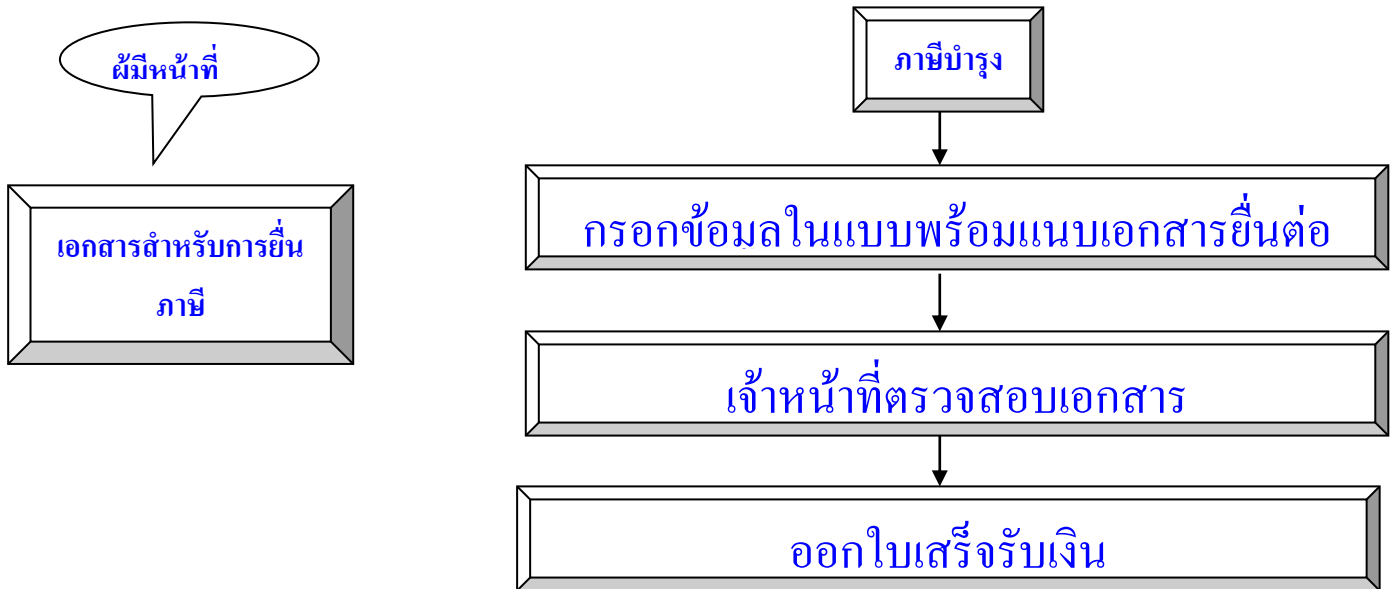 ผ้มีหน้าที่
ภาษีบำรุง
เอกสารสำหรับการยื่น
ภาษี
กรอกข้อมลในแบบพร้อมแนบเอกสารยื่นต่อ
เจ้าหน้าที่ตรวจสอบเอกสาร
ออกใบเสร็จรับเงิน